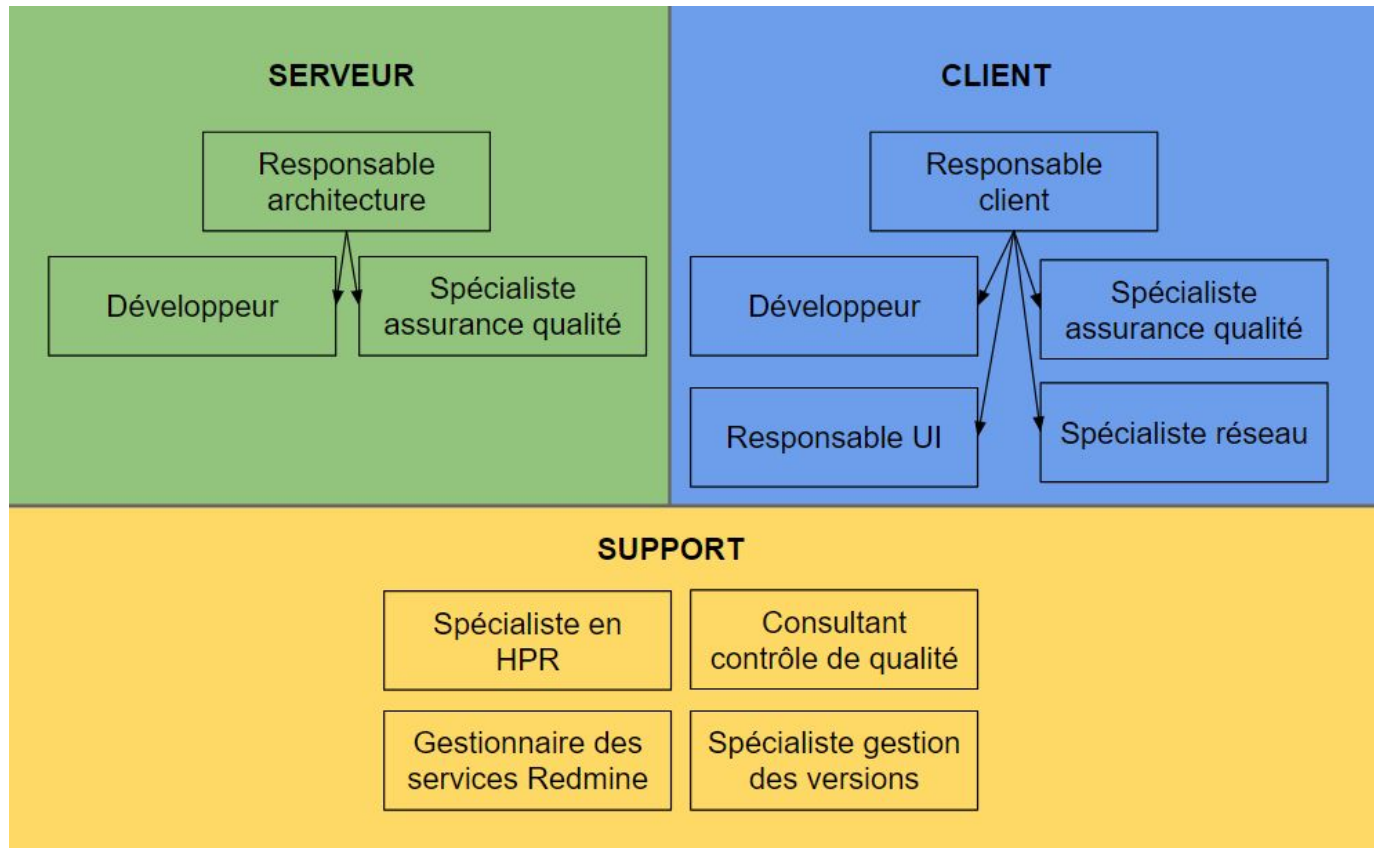 SERVEUR
Responsable
architecture
Développeur
Spécialiste
assurance qualité
CLIENT
Responsable
client
Développeur
Spécialiste
assurance qualité
Responsable UI
Spécialiste réseau
SUPPORT
Spécialiste en
HPR
Consultant
contrôle de qualité
Gestionnaire des
services Redmine
Spécialiste gestion
des versions